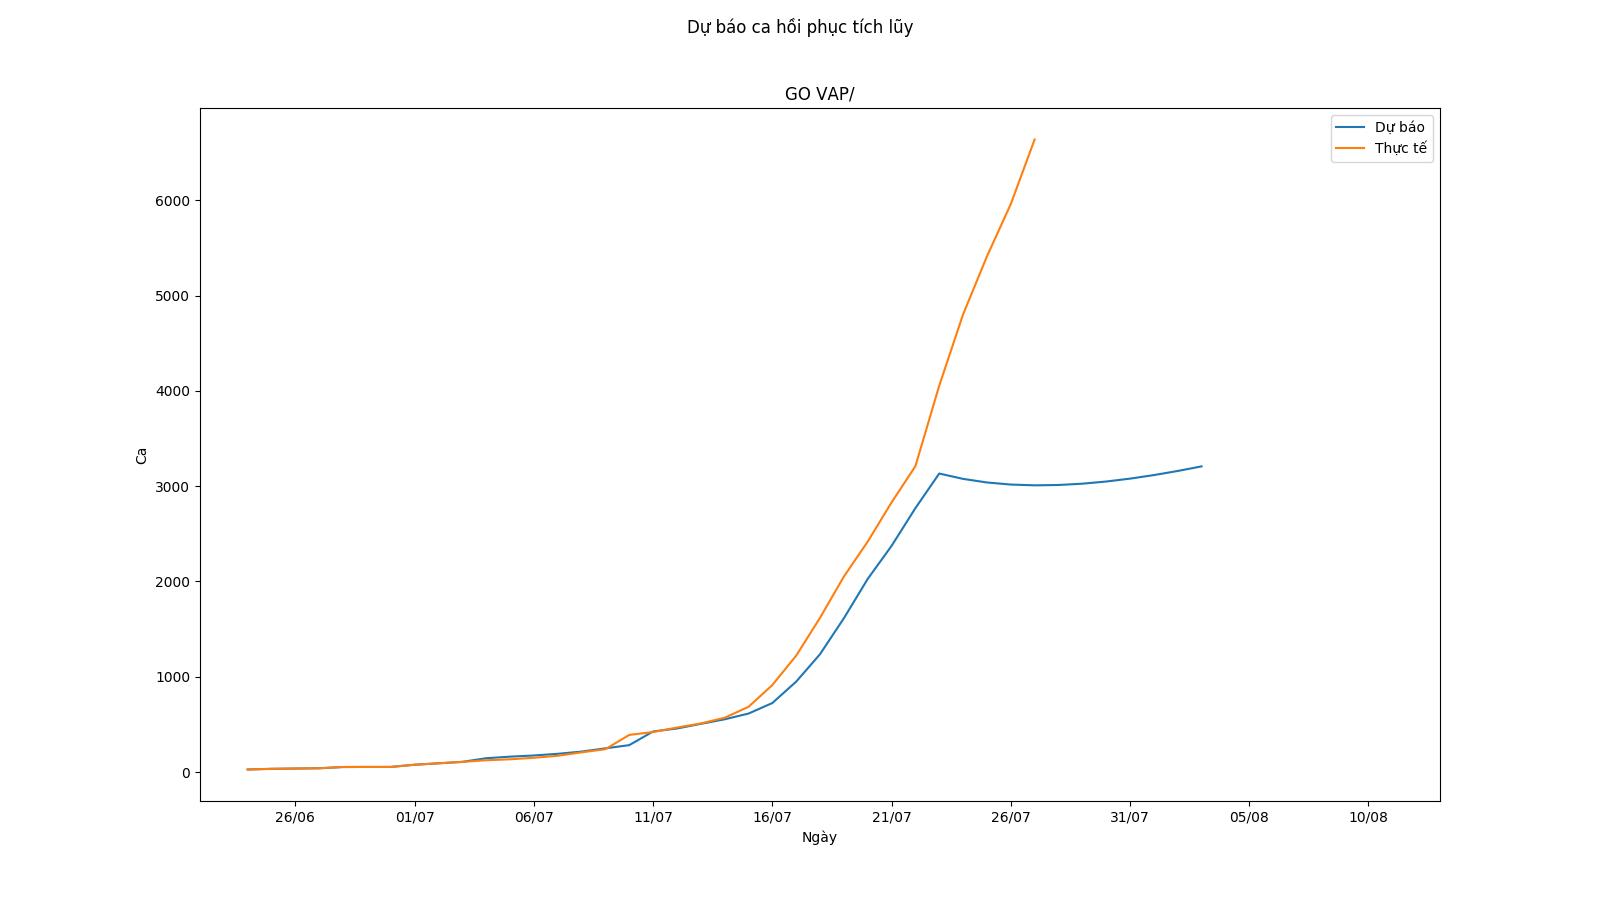 Dự báo ca hồi phục tích lũy
GO VAP/
Dự báo
Thực tế
6000
5000
4000
3000
2000
1000
0
Ca
26/06
01/07
06/07
11/07
16/07
21/07
26/07
31/07
05/08
10/08
Ngày